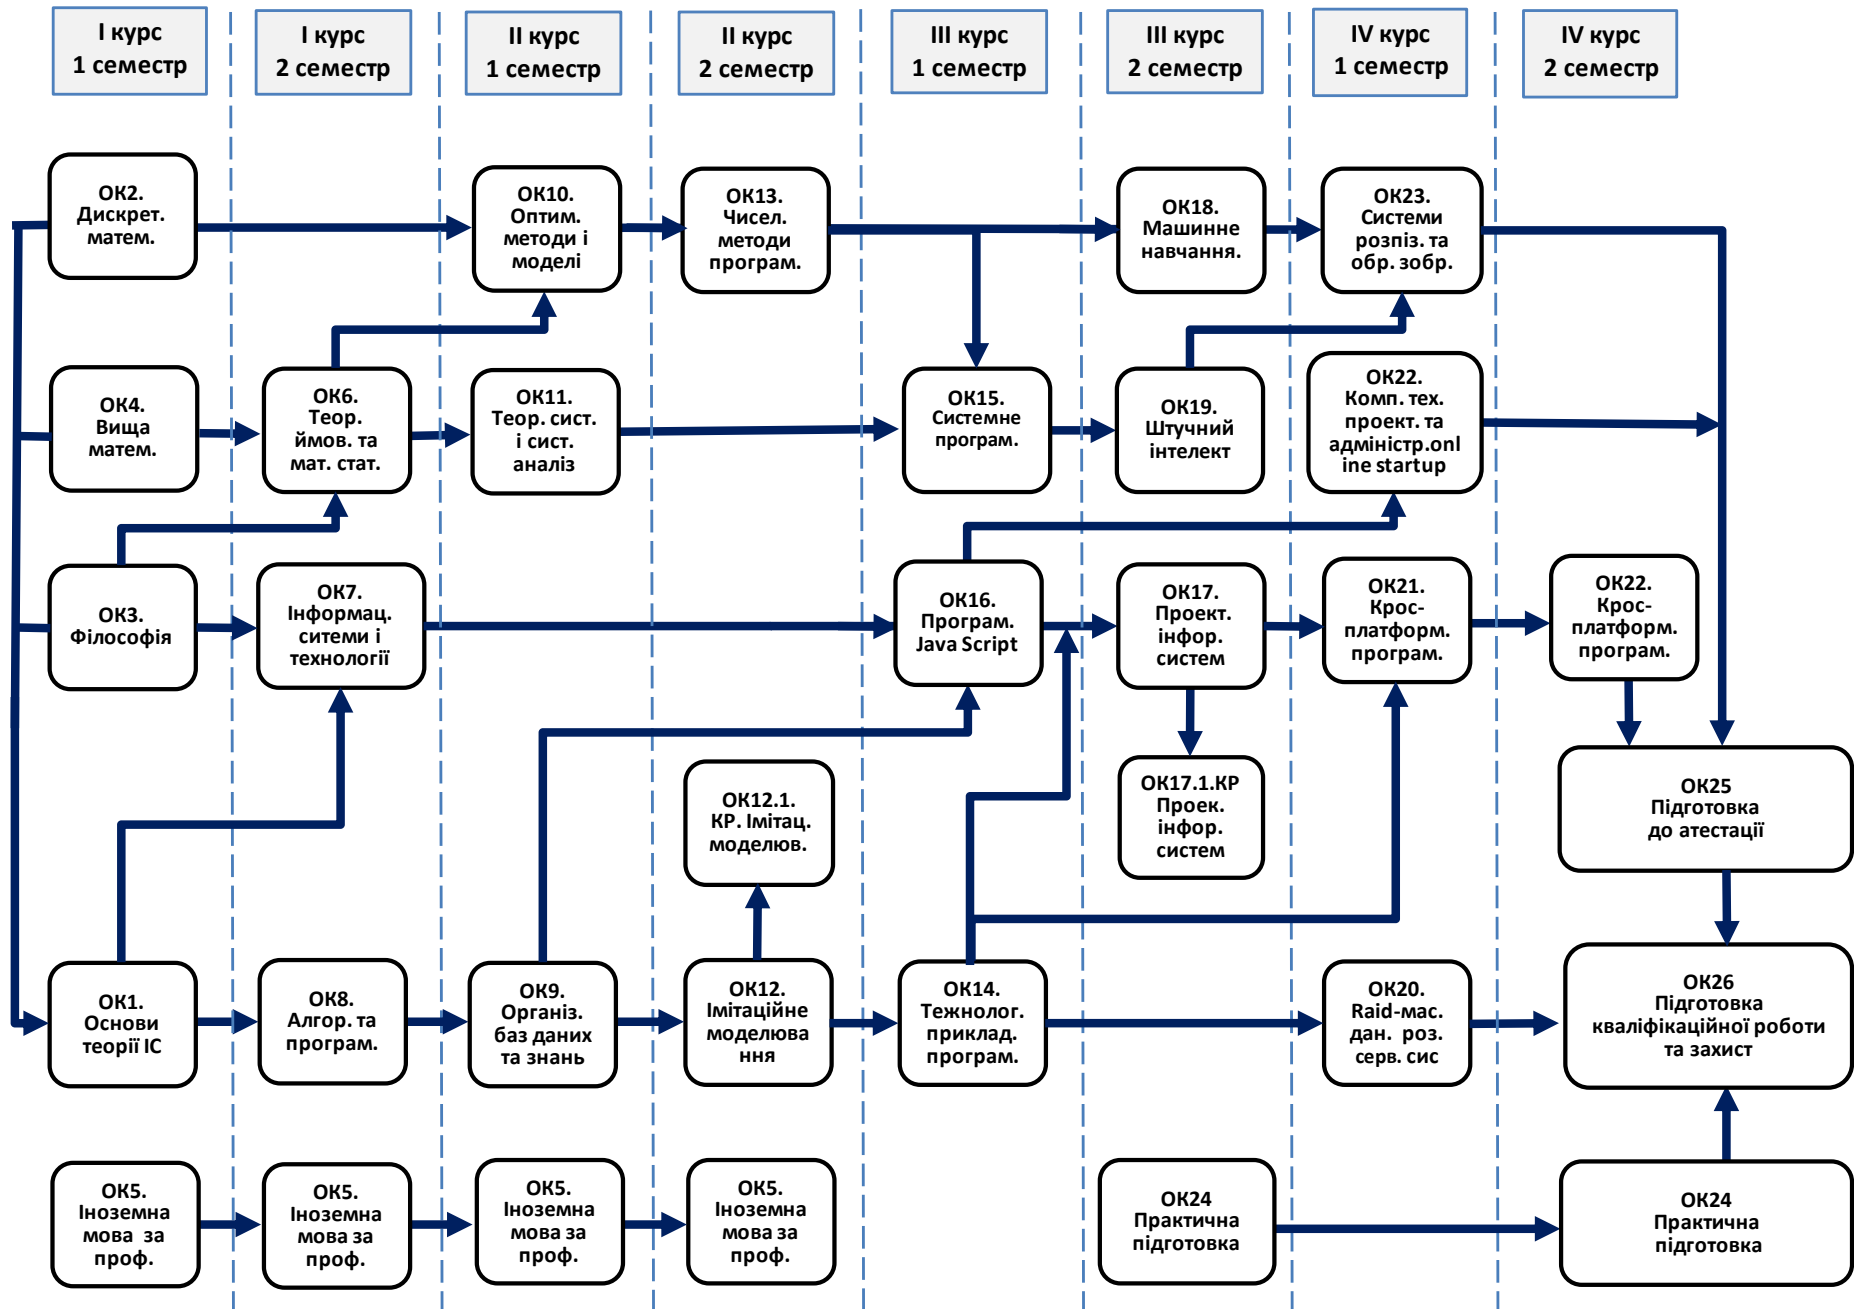 І курс
1 семестр
І курс
2 семестр
ІІ курс
1 семестр
ІІ курс
2 семестр
ІІІ курс
1 семестр
ІІІ курс
2 семестр
IV курс
1 семестр
IV курс
2 семестр
ОК2.
Дискрет.
матем.
ОК10.
Оптим.
методи і
моделі
ОК13.
Чисел.
методи
програм.
ОК18.
Машинне
навчання.
ОК23.
Системи
розпіз. та
обр. зобр.
ОК4.
Вища
матем.
ОК6.
Теор.
ймов. та
мат. стат.
ОК11.
Теор. сист.
і сист.
аналіз
ОК15.
Системне
програм.
ОК19.
Штучний
інтелект
ОК22.
Комп. тех.
проект. та
адміністр.onl
ine startup
ОК3.
Філософія
ОК7.
Інформац.
ситеми і
технології
ОК16.
Програм.
Java Script
ОК17.
Проект.
інфор.
систем
ОК21.
Крос-
платформ.
програм.
ОК22.
Крос-
платформ.
програм.
ОК12.1.
КР. Імітац.
моделюв.
ОК17.1.КР
Проек.
інфор.
систем
ОК25
Підготовка
до атестації
ОК1.
Основи
теорії ІС
ОК8.
Алгор. та
програм.
ОК9.
Організ.
баз даних
та знань
ОК12.
Імітаційне
моделюва
ння
ОК14.
Тежнолог.
приклад.
програм.
ОК20.
Raid-мас.
дан. роз.
серв. сис
ОК26
Підготовка
кваліфікаційної роботи
та захист
ОК5.
Іноземна
мова за
проф.
ОК5.
Іноземна
мова за
проф.
ОК5.
Іноземна
мова за
проф.
ОК5.
Іноземна
мова за
проф.
ОК24
Практична
підготовка
ОК24
Практична
підготовка